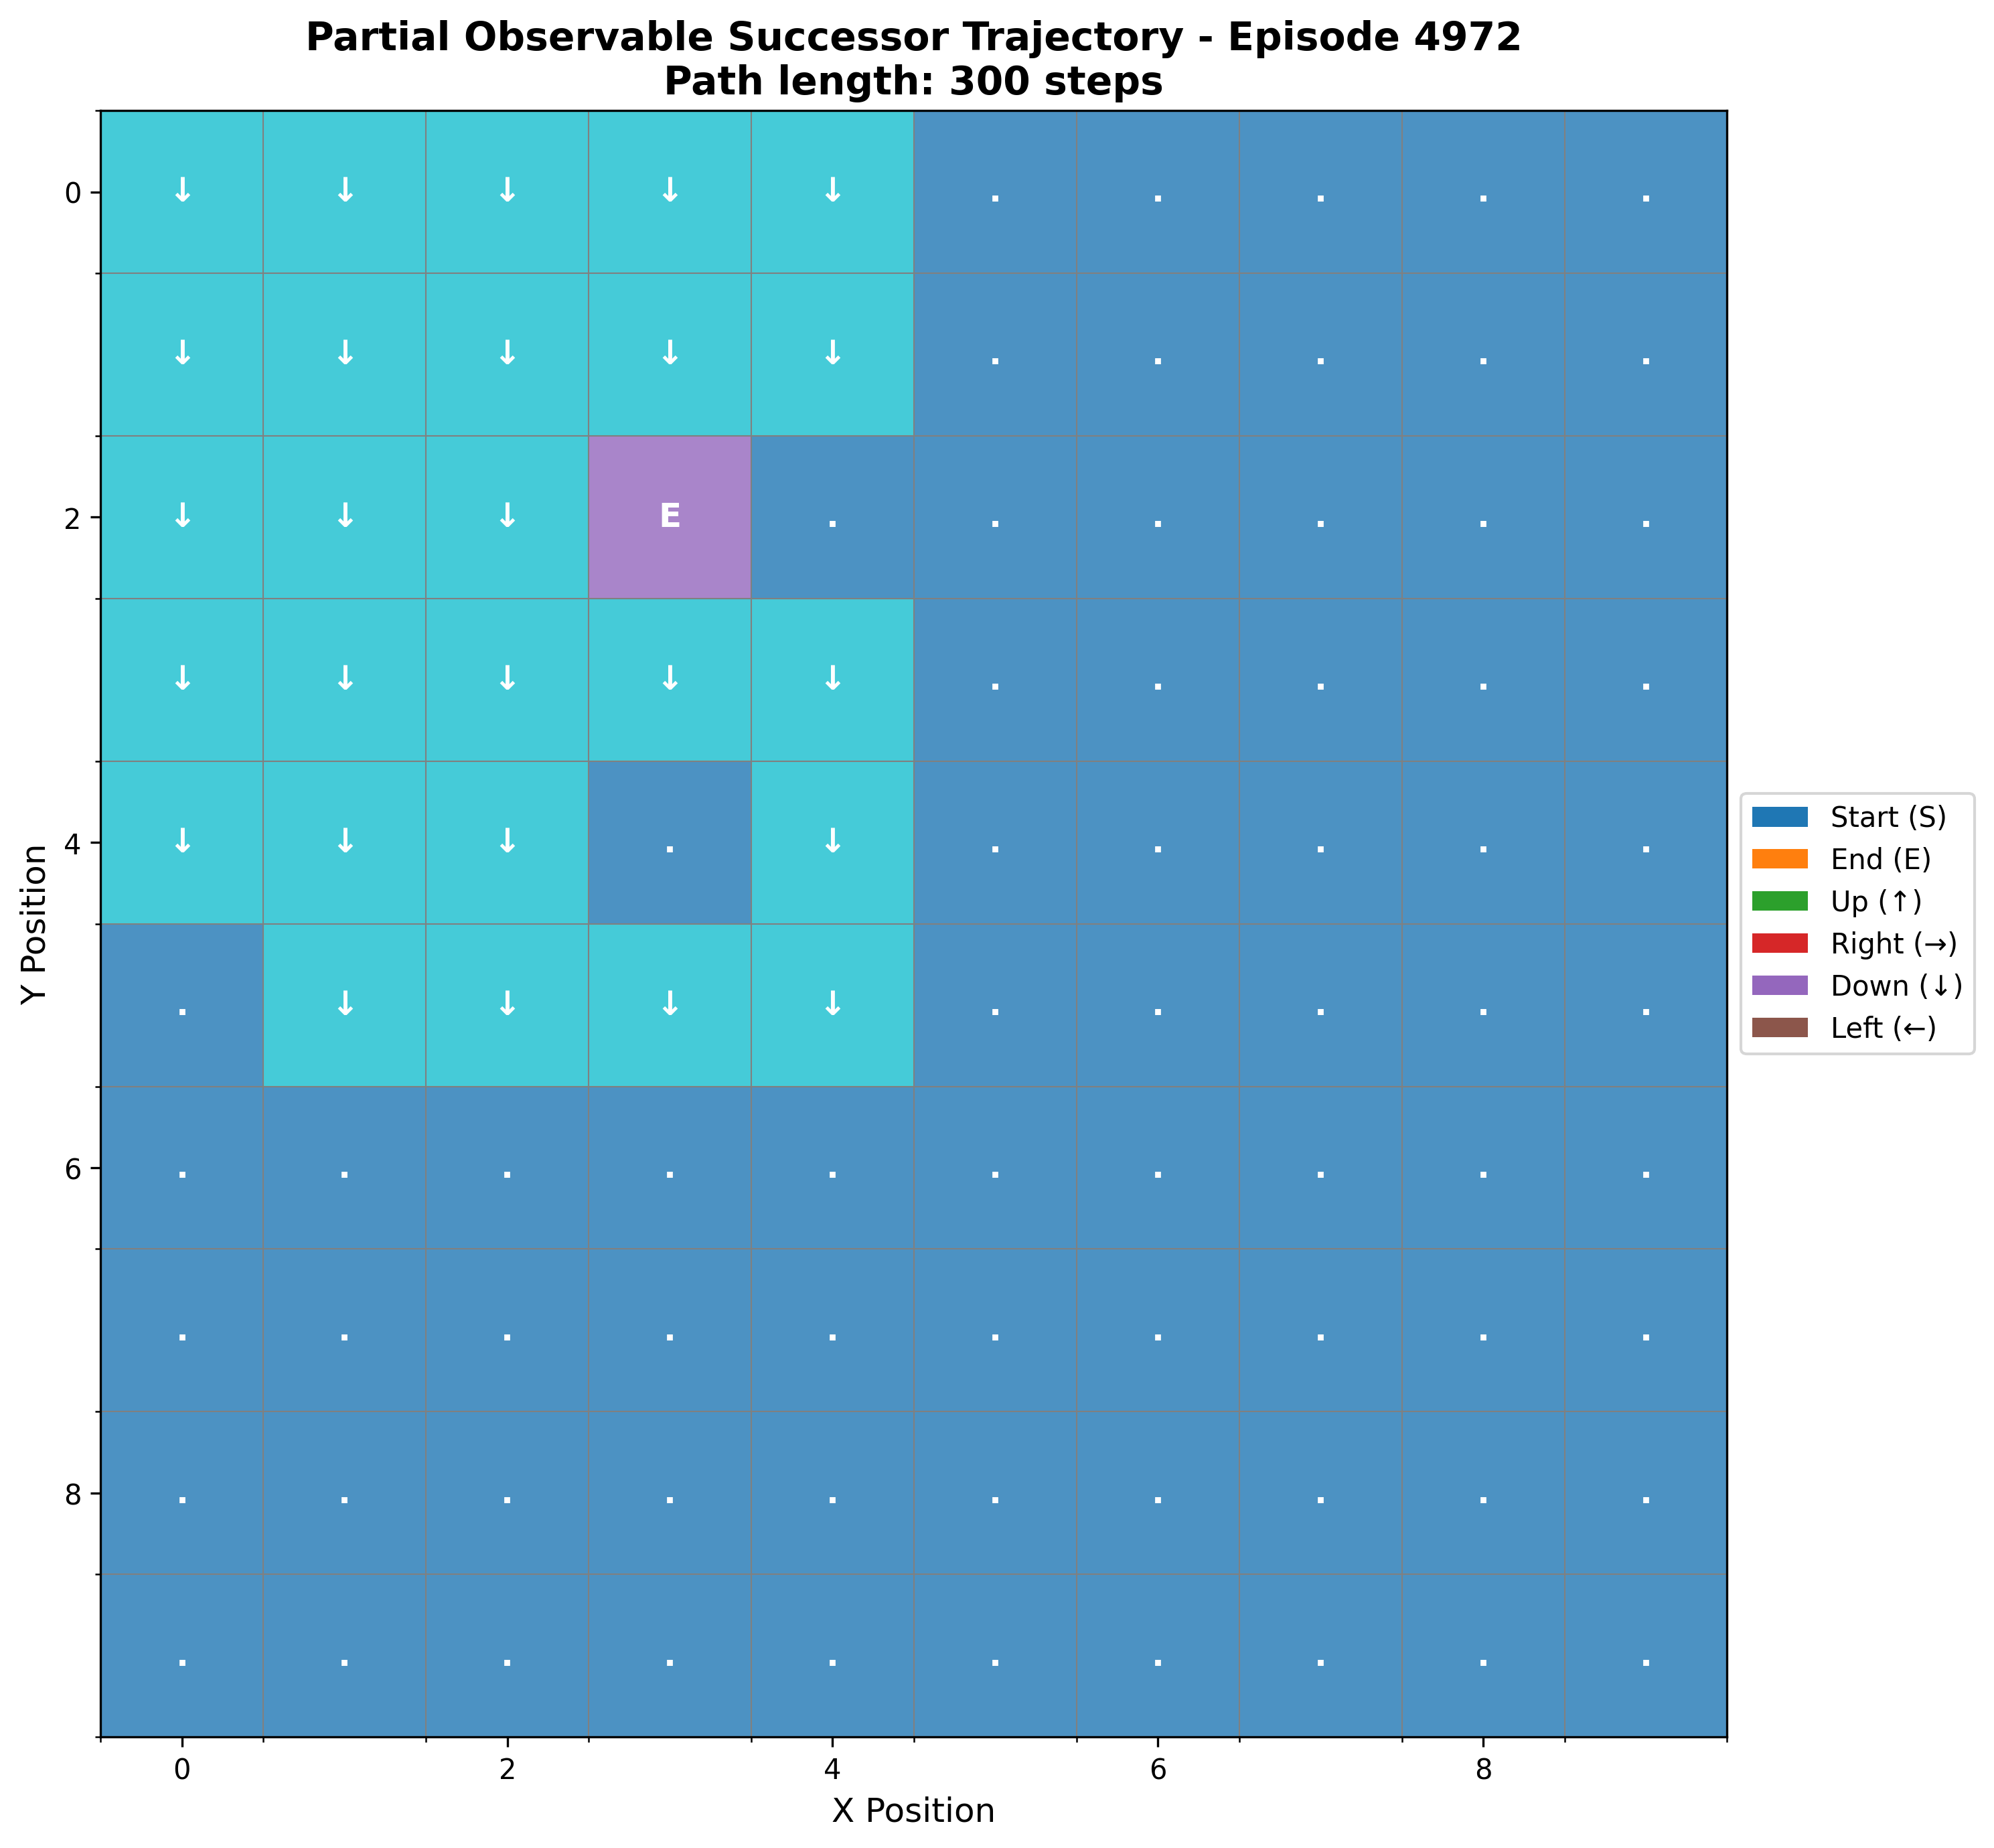 Partial Observable Successor Trajectory - Episode 4972
Path length: 300 steps
0 ↓ ↓ ↓ ↓ ↓ . . . . .
↓ ↓ ↓ ↓ ↓ . . . . .
2 ↓ ↓ ↓ E . . . . . .
↓ ↓ ↓ ↓ ↓ . . . . .
4 ↓ ↓ ↓ . ↓ . . . . .
. ↓ ↓ ↓ ↓ . . . . .
6 . . . . . . . . . .
. . . . . . . . . .
8 . . . . . . . . . .
. . . . . . . . . .
0 2 4 6 8
X Position
Y Position
Start (S)
End (E)
Up (↑)
Right (→)
Down (↓)
Left (←)